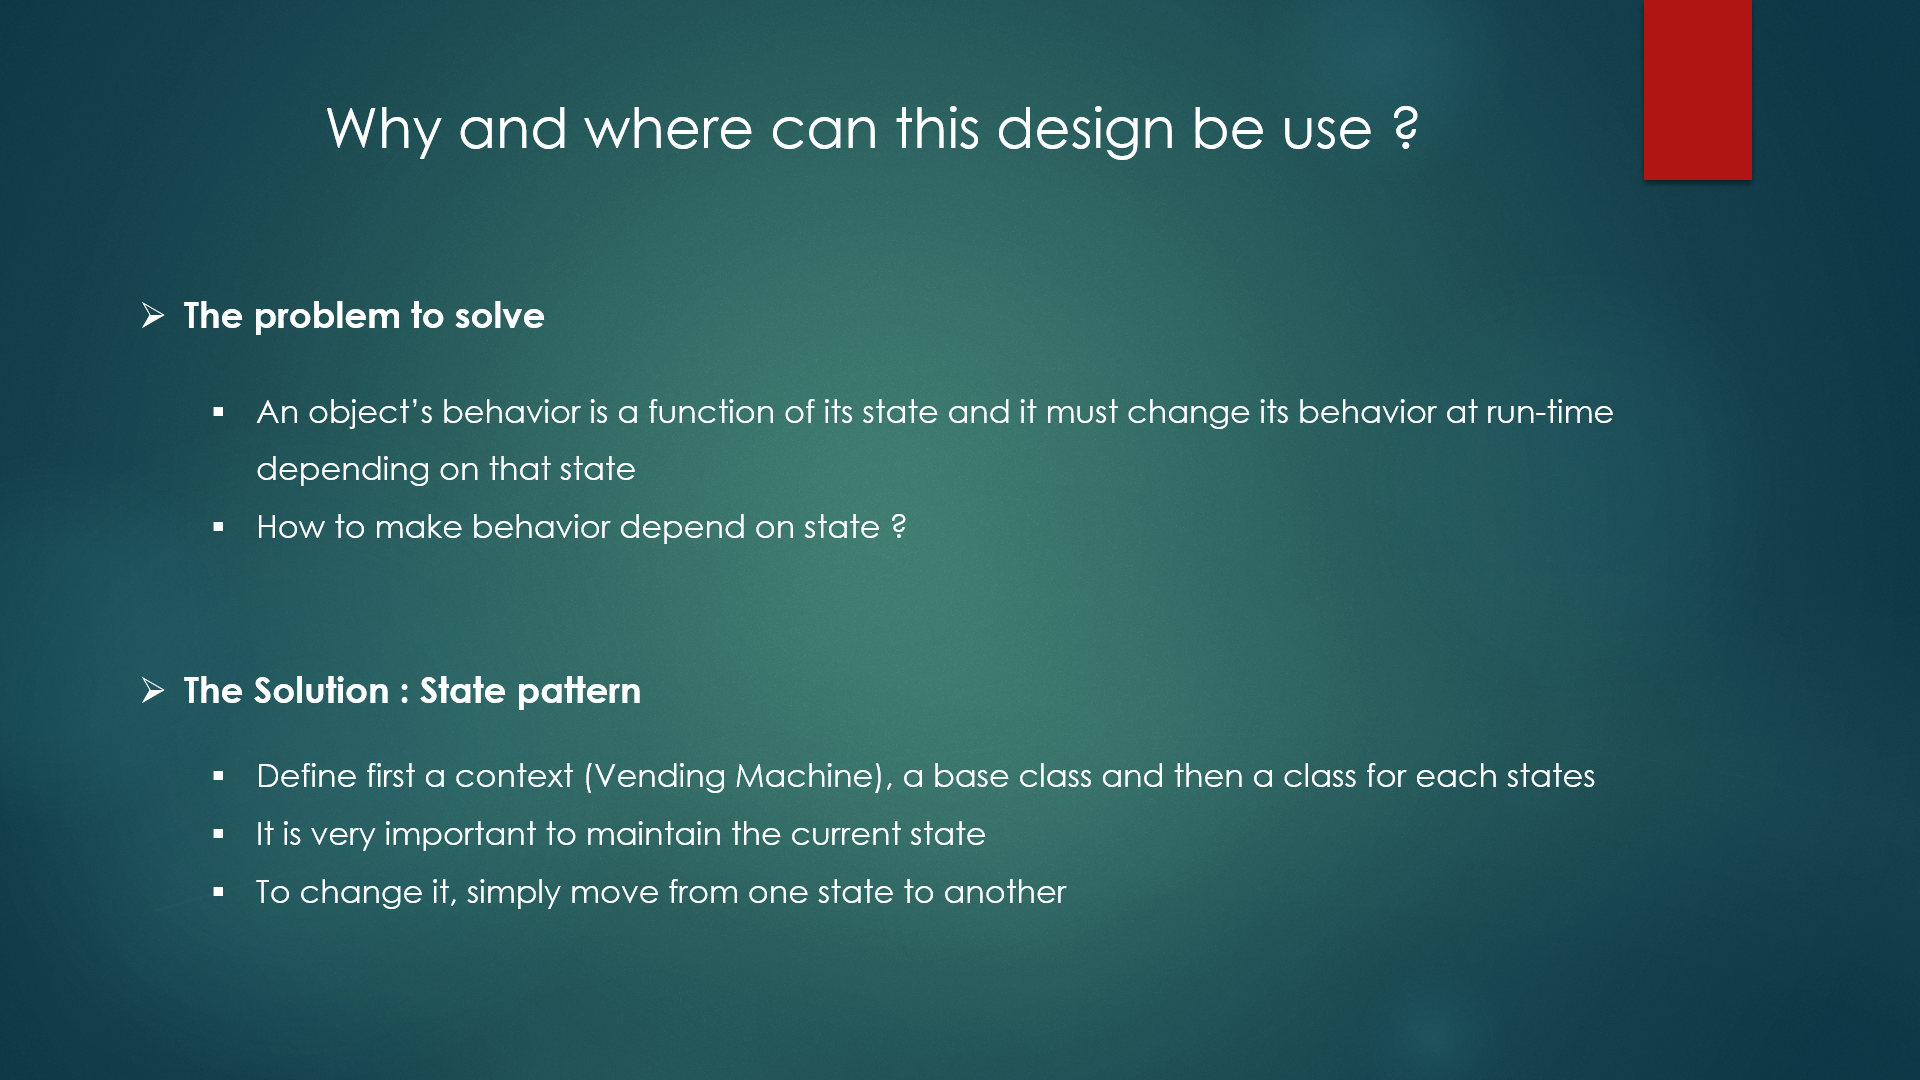 Why and where can this design be use ?
➢ The problem to solve
▪ An object’s behavior is a function of its state and it must change its behavior at run-time
depending on that state
▪ How to make behavior depend on state ?
➢ The Solution : State pattern
▪ Define first a context (Vending Machine), a base class and then a class for each states
▪ It is very important to maintain the current state
▪ To change it, simply move from one state to another